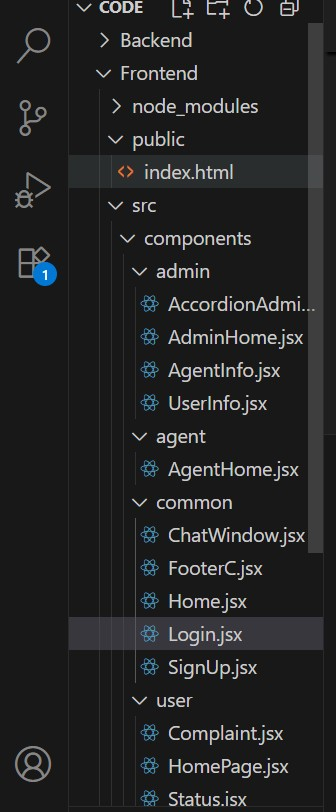 CODE
Backend
Frontend
node_modules
public
index.html
src
components
admin
AccordionAdmi...
AdminHome.jsx
AgentInfo.jsx
UserInfo.jsx
1
agent
AgentHome.jsx
common
ChatWindow.jsx
FooterC.jsx
Home.jsx
Login.jsx
SignUp.jsx
user
Complaint.jsx
HomePage.jsx
Status.jsx